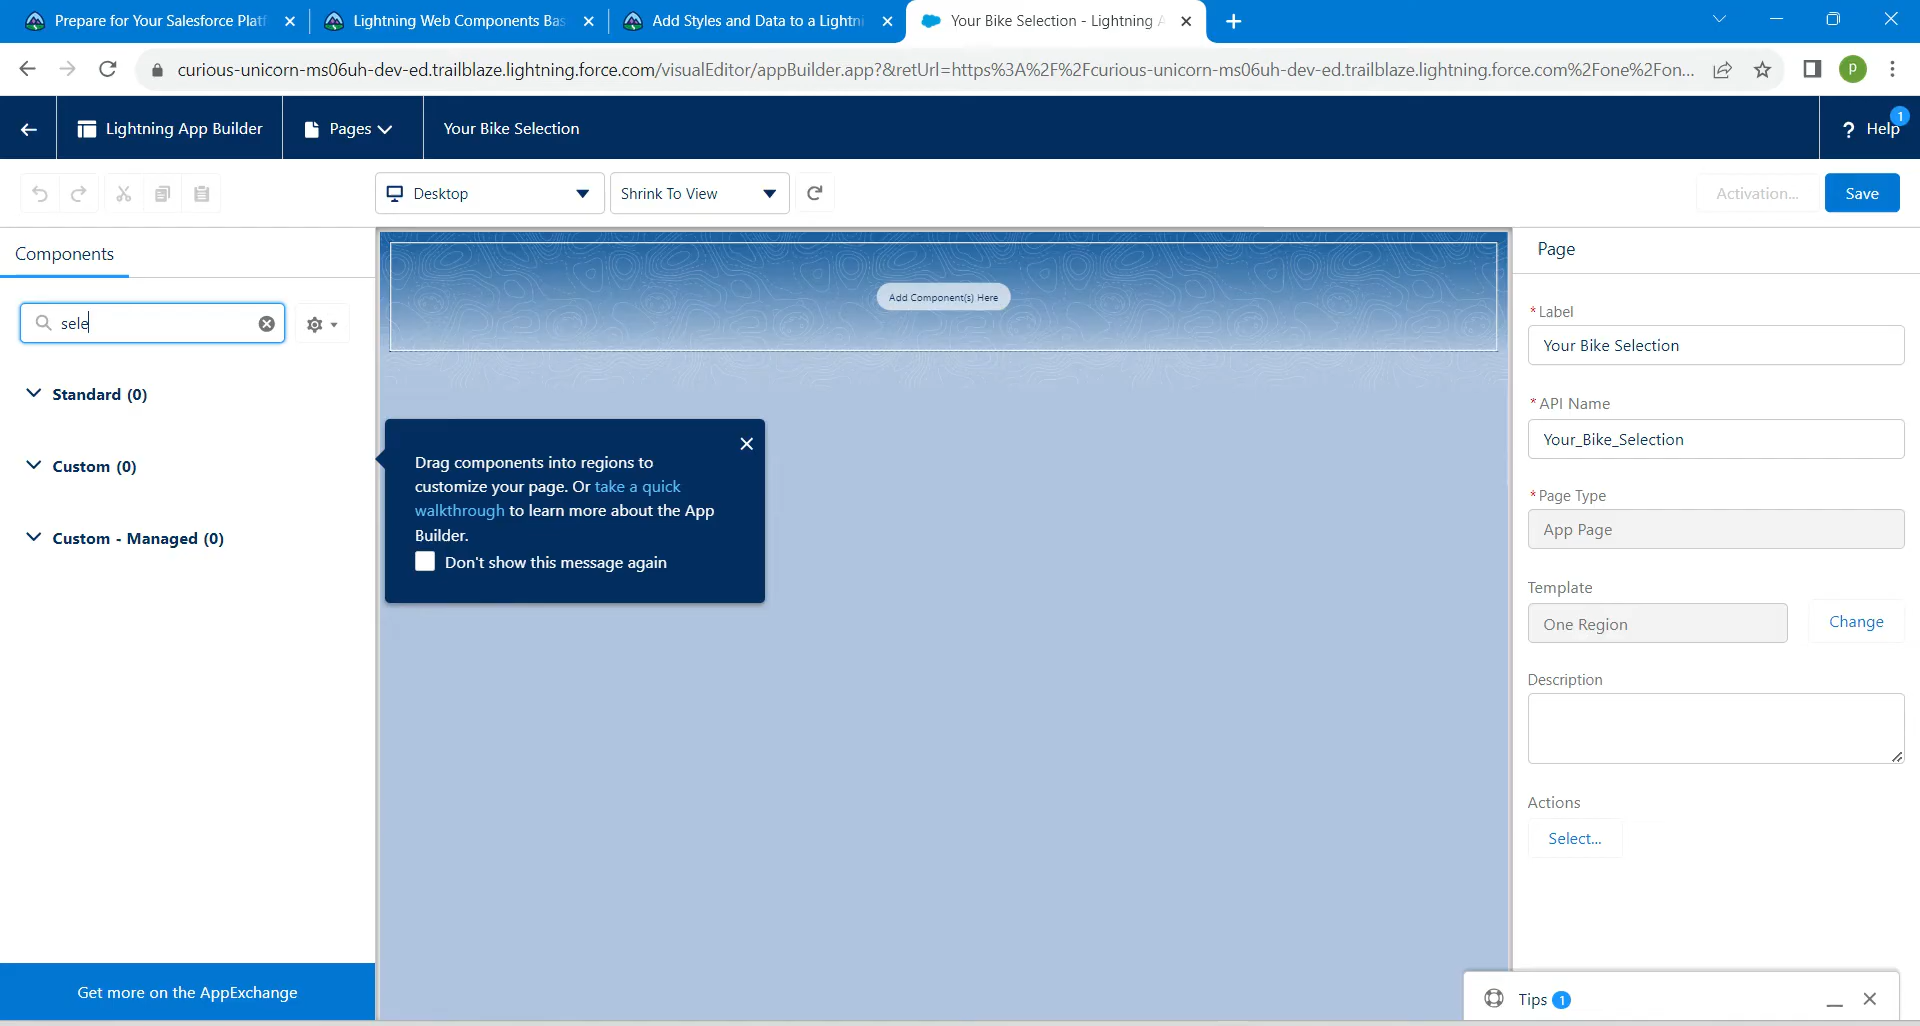 Prepare for Your Salesforce Platf
Lightning Web Components Bas
Add Styles and Data to a Lightni
Your Bike Selection - Lightning A
curious-unicorn-ms06uh-dev-ed.trailblaze.lightning.force.com/visualEditor/appBuilder.app?&retUrl=https%3A%2F%2Fcurious-unicorn-ms06uh-dev-ed.trailblaze.lightning.force.com%2Fone%2Fon...
P
Lightning App Builder
Pages
Your Bike Selection
? Help
1
Desktop
Shrink To View
Activation...
Save
Components
sele
Standard (0)
Custom (0)
Custom - Managed (0)
Get more on the AppExchange
Add Component(s) Here
Drag components into regions to
customize your page. Or take a quick
walkthrough to learn more about the App
Builder.
Don't show this message again
Page
* Label
Your Bike Selection
* API Name
Your_Bike_Selection
* Page Type
App Page
Template
One Region
Change
Description
Actions
Select...
Tips 1